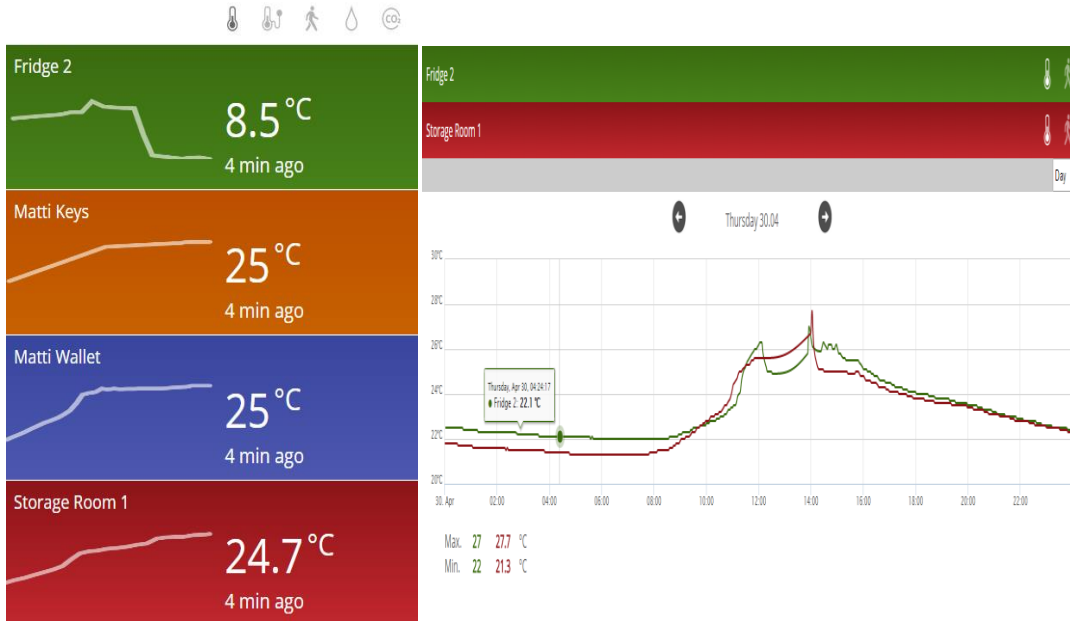 CO₂
Fridge 2
8.5 °C
4 min ago
Matti Keys
25 °C
4 min ago
Matti Wallet
25 °C
4 min ago
Storage Room 1
24.7 °C
4 min ago
Fridge 2
Storage Room 1
Day
Thursday 30.04
30°C
28°C
26°C
24°C
22°C
20°C
Thursday, Apr 30, 04:24:17
Fridge 2: 22.1 °C
30. Apr 02:00 04:00 06:00 08:00 10:00 12:00 14:00 16:00 18:00 20:00 22:00
Max. 27 27.7 °C
Min. 22 21.3 °C